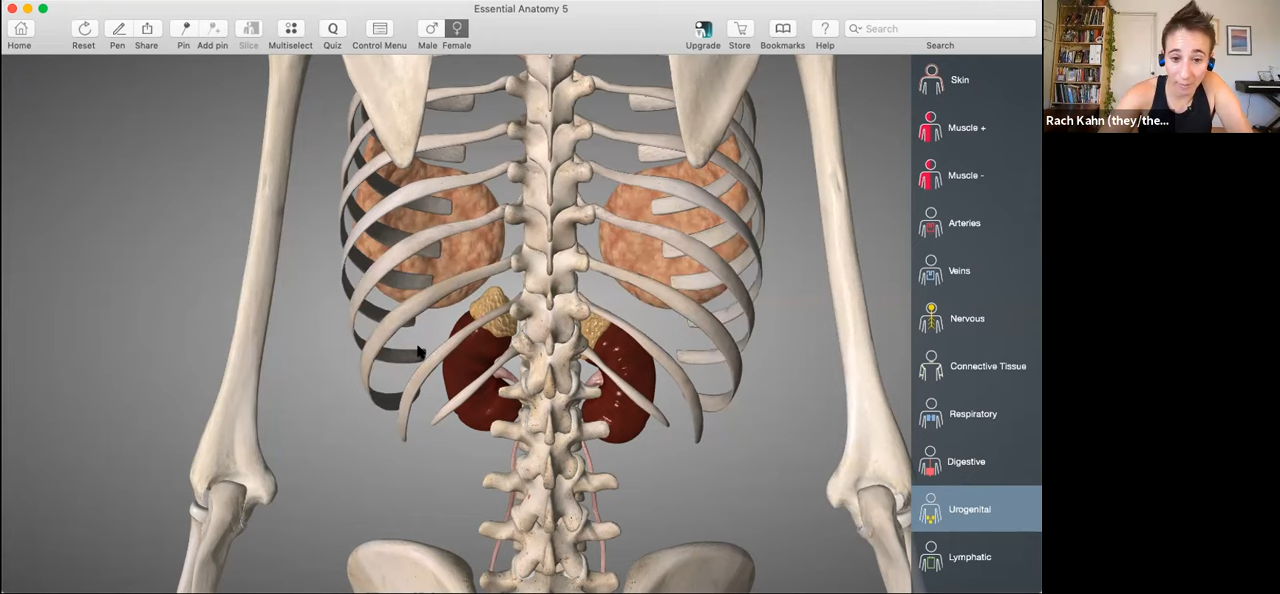 Essential Anatomy 5
Home
Reset
Pen
Share
Pin
Add pin
Slice
Multiselect
Q
Quiz
Control Menu
Male
Female
Upgrade
Store
Bookmarks
?
Help
Search
Search
Skin
Muscle +
Muscle -
Arteries
Veins
Nervous
Connective Tissue
Respiratory
Digestive
Urogenital
Lymphatic
Rach Kahn (they/the...